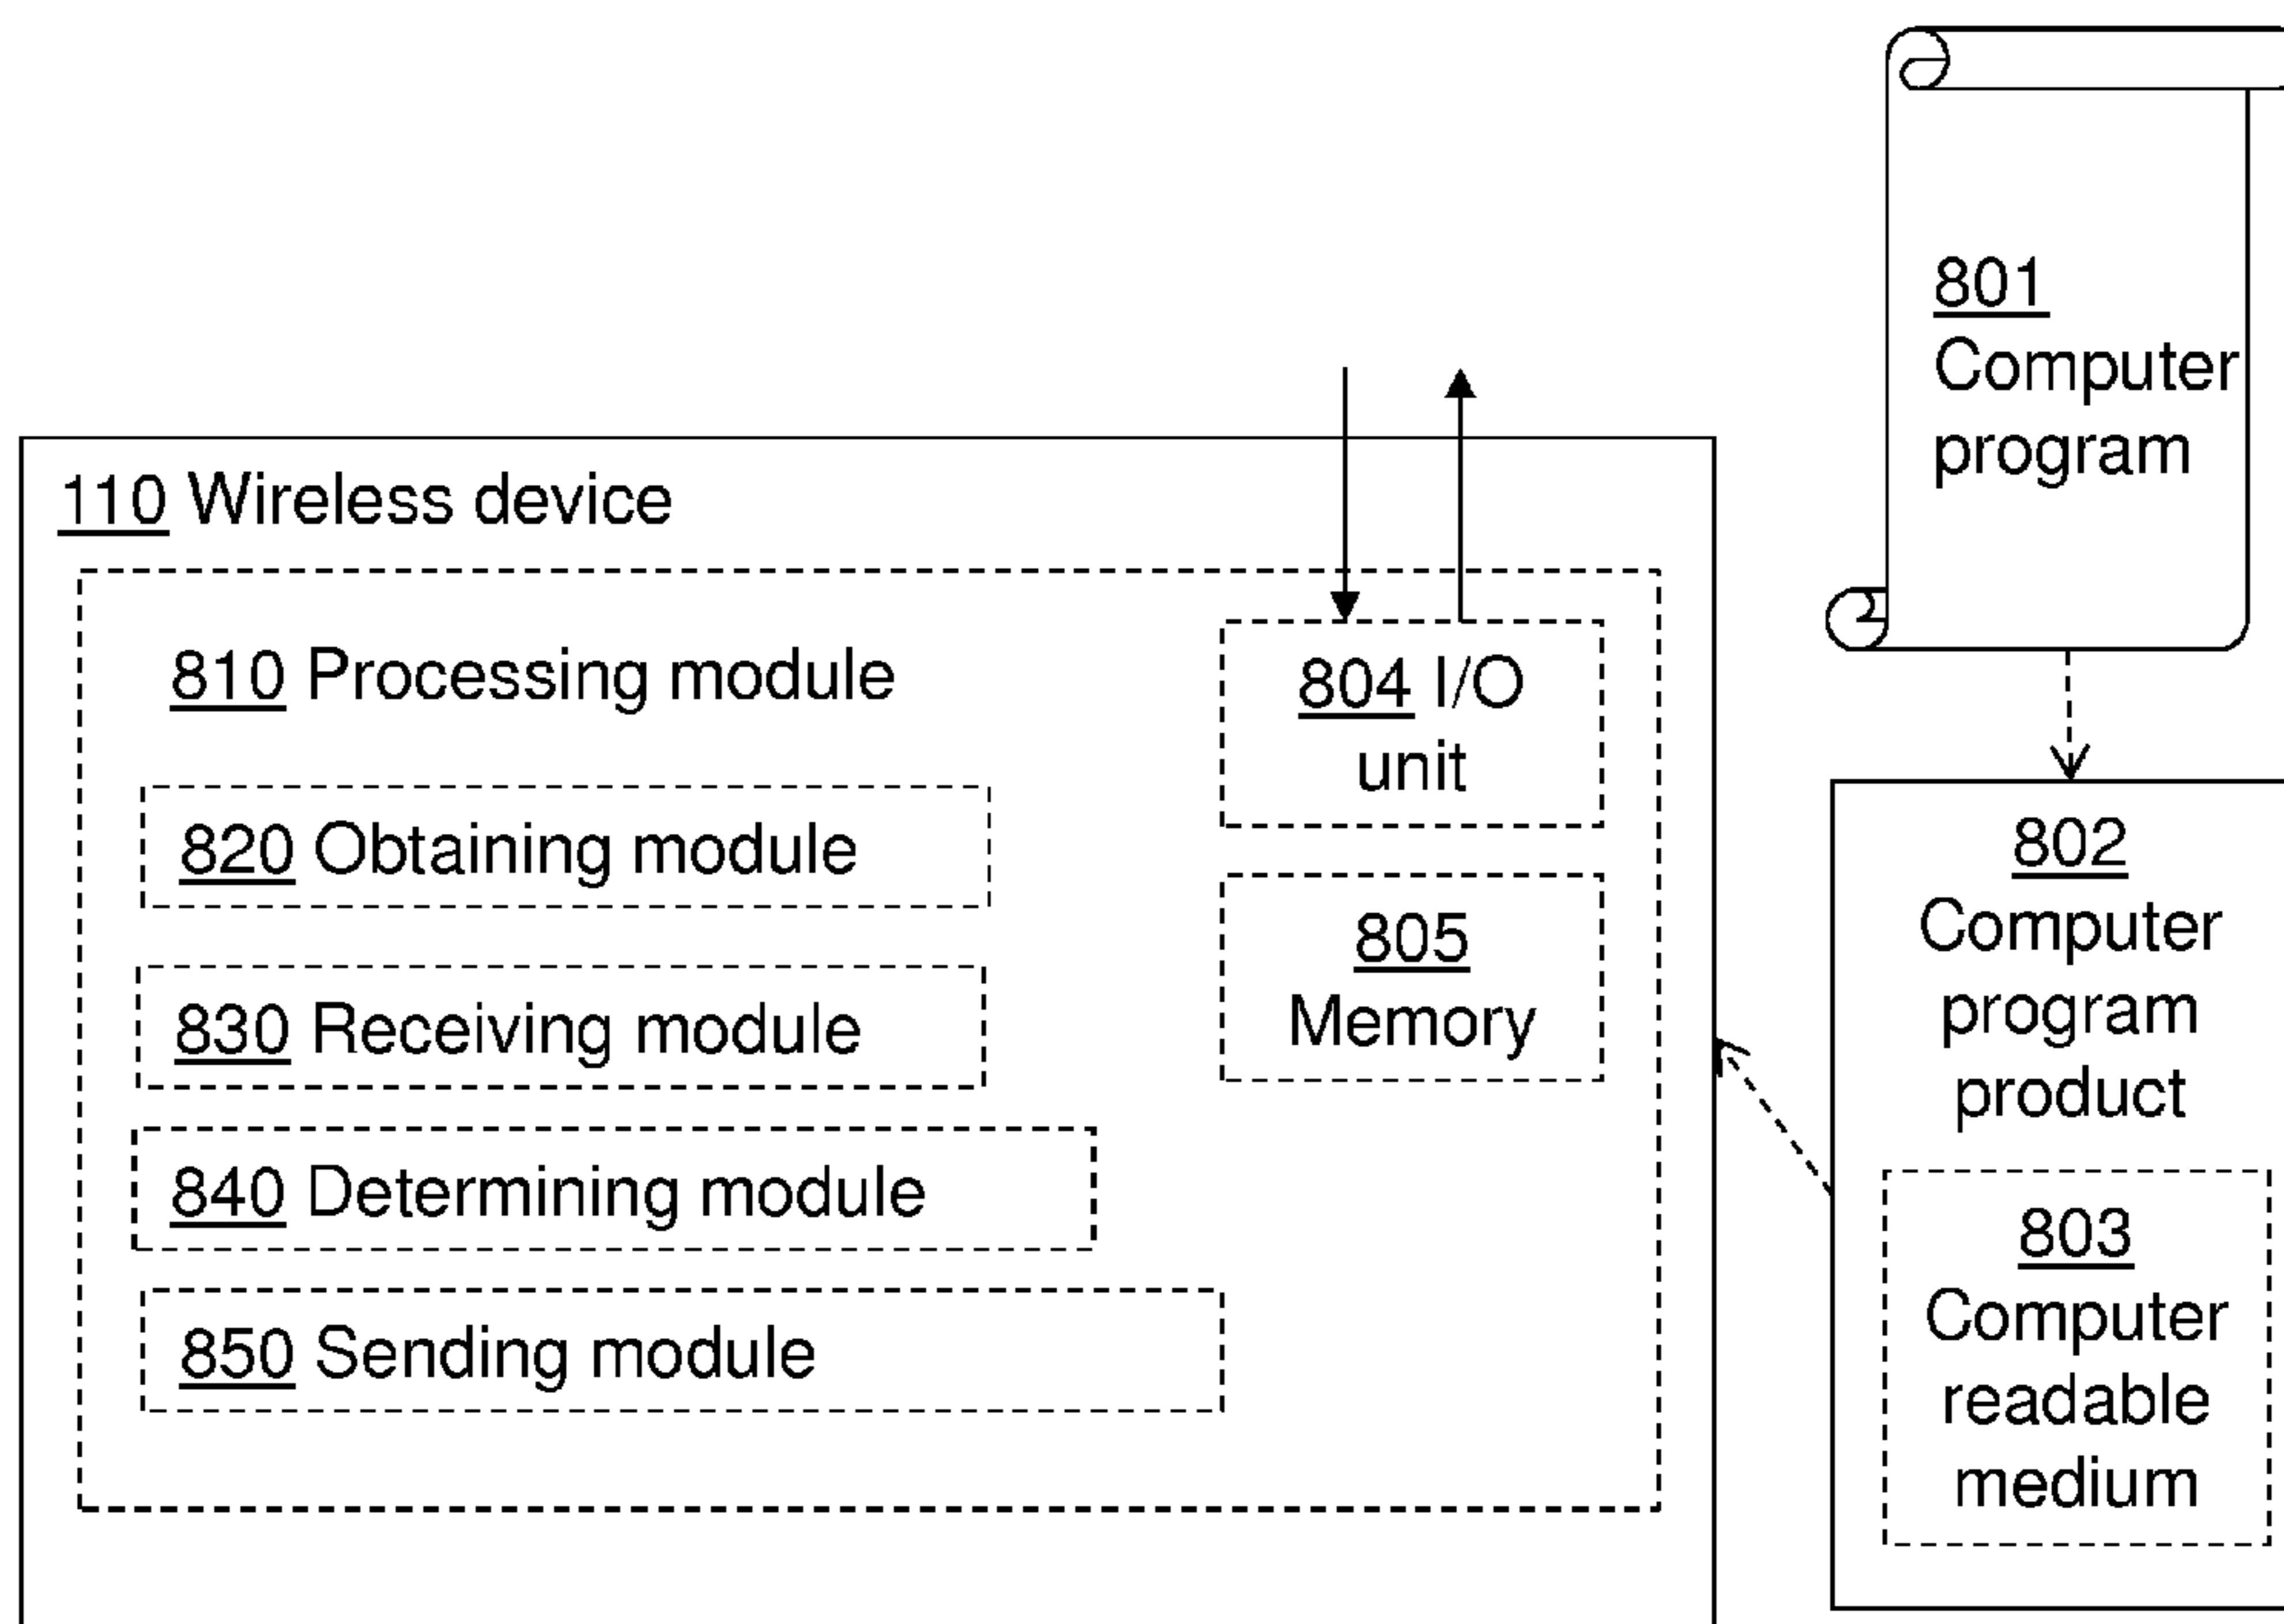 801
Computer
program
110 Wireless device
810 Processing module
804 I/O
unit
820 Obtaining module
805
Memory
830 Receiving module
840 Determining module
850 Sending module
802
Computer
program
product
803
Computer
readable
medium